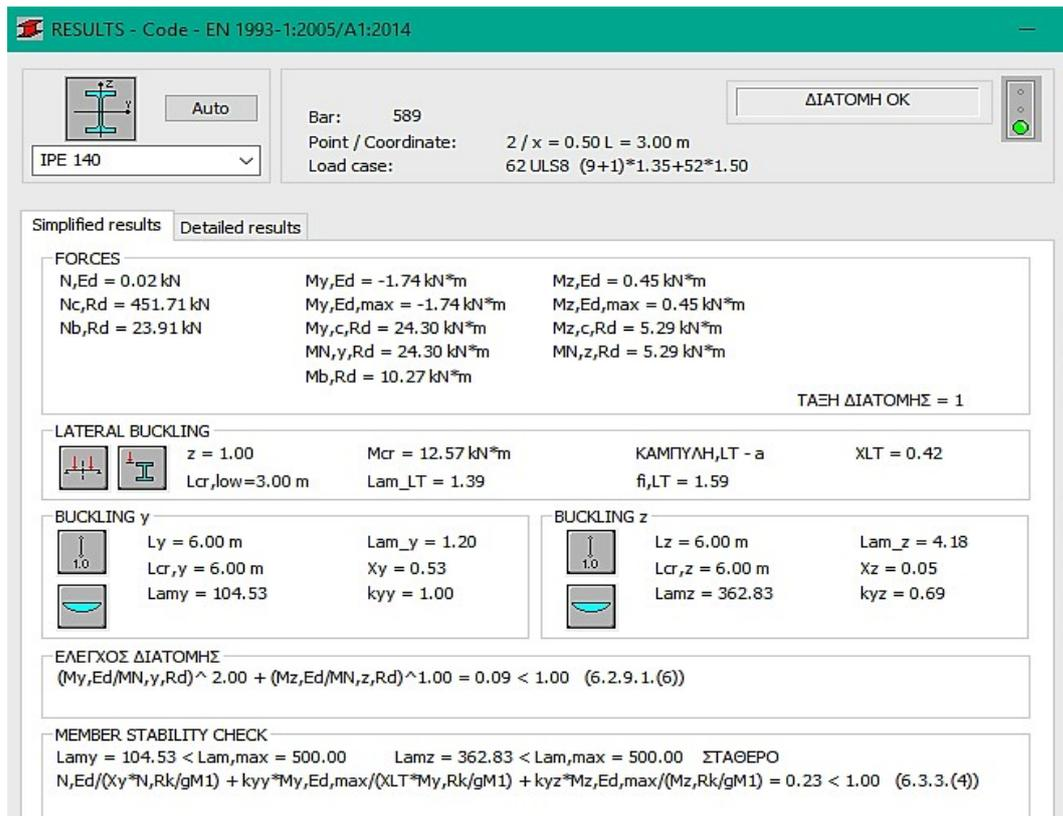 RESULTS - Code - EN 1993-1:2005/A1:2014
z
y
Auto
IPE 140
Bar: 589
Point / Coordinate: 2 / x = 0.50 L = 3.00 m
Load case: 62 ULS8 (9+1)*1.35+52*1.50
ΔΙΑΤΟΜΗ OK
Simplified results Detailed results
FORCES
N,Ed = 0.02 kN My,Ed = -1.74 kN*m Mz,Ed = 0.45 kN*m
Nc,Rd = 451.71 kN My,Ed,max = -1.74 kN*m Mz,Ed,max = 0.45 kN*m
Nb,Rd = 23.91 kN My,c,Rd = 24.30 kN*m Mz,c,Rd = 5.29 kN*m
MN,y,Rd = 24.30 kN*m MN,z,Rd = 5.29 kN*m
Mb,Rd = 10.27 kN*m
ΤΑΞΗ ΔΙΑΤΟΜΗΣ = 1
LATERAL BUCKLING
z = 1.00 Mcr = 12.57 kN*m ΚΑΜΠΥΛΗ,LT - a XLT = 0.42
Lcr,low=3.00 m Lam_LT = 1.39 fi,LT = 1.59
BUCKLING y
1.0
Ly = 6.00 m Lam_y = 1.20
Lcr,y = 6.00 m Xy = 0.53
Lamy = 104.53 kyy = 1.00
BUCKLING z
1.0
Lz = 6.00 m Lam_z = 4.18
Lcr,z = 6.00 m Xz = 0.05
Lamz = 362.83 kyz = 0.69
ΕΛΕΓΧΟΣ ΔΙΑΤΟΜΗΣ
(My,Ed/MN,y,Rd)^ 2.00 + (Mz,Ed/MN,z,Rd)^1.00 = 0.09 < 1.00 (6.2.9.1.(6))
MEMBER STABILITY CHECK
Lamy = 104.53 < Lam,max = 500.00 Lamz = 362.83 < Lam,max = 500.00 ΣΤΑΘΕΡΟ
N,Ed/(Xy*N,Rk/gM1) + kyy*My,Ed,max/(XLT*My,Rk/gM1) + kyz*Mz,Ed,max/(Mz,Rk/gM1) = 0.23 < 1.00 (6.3.3.(4))